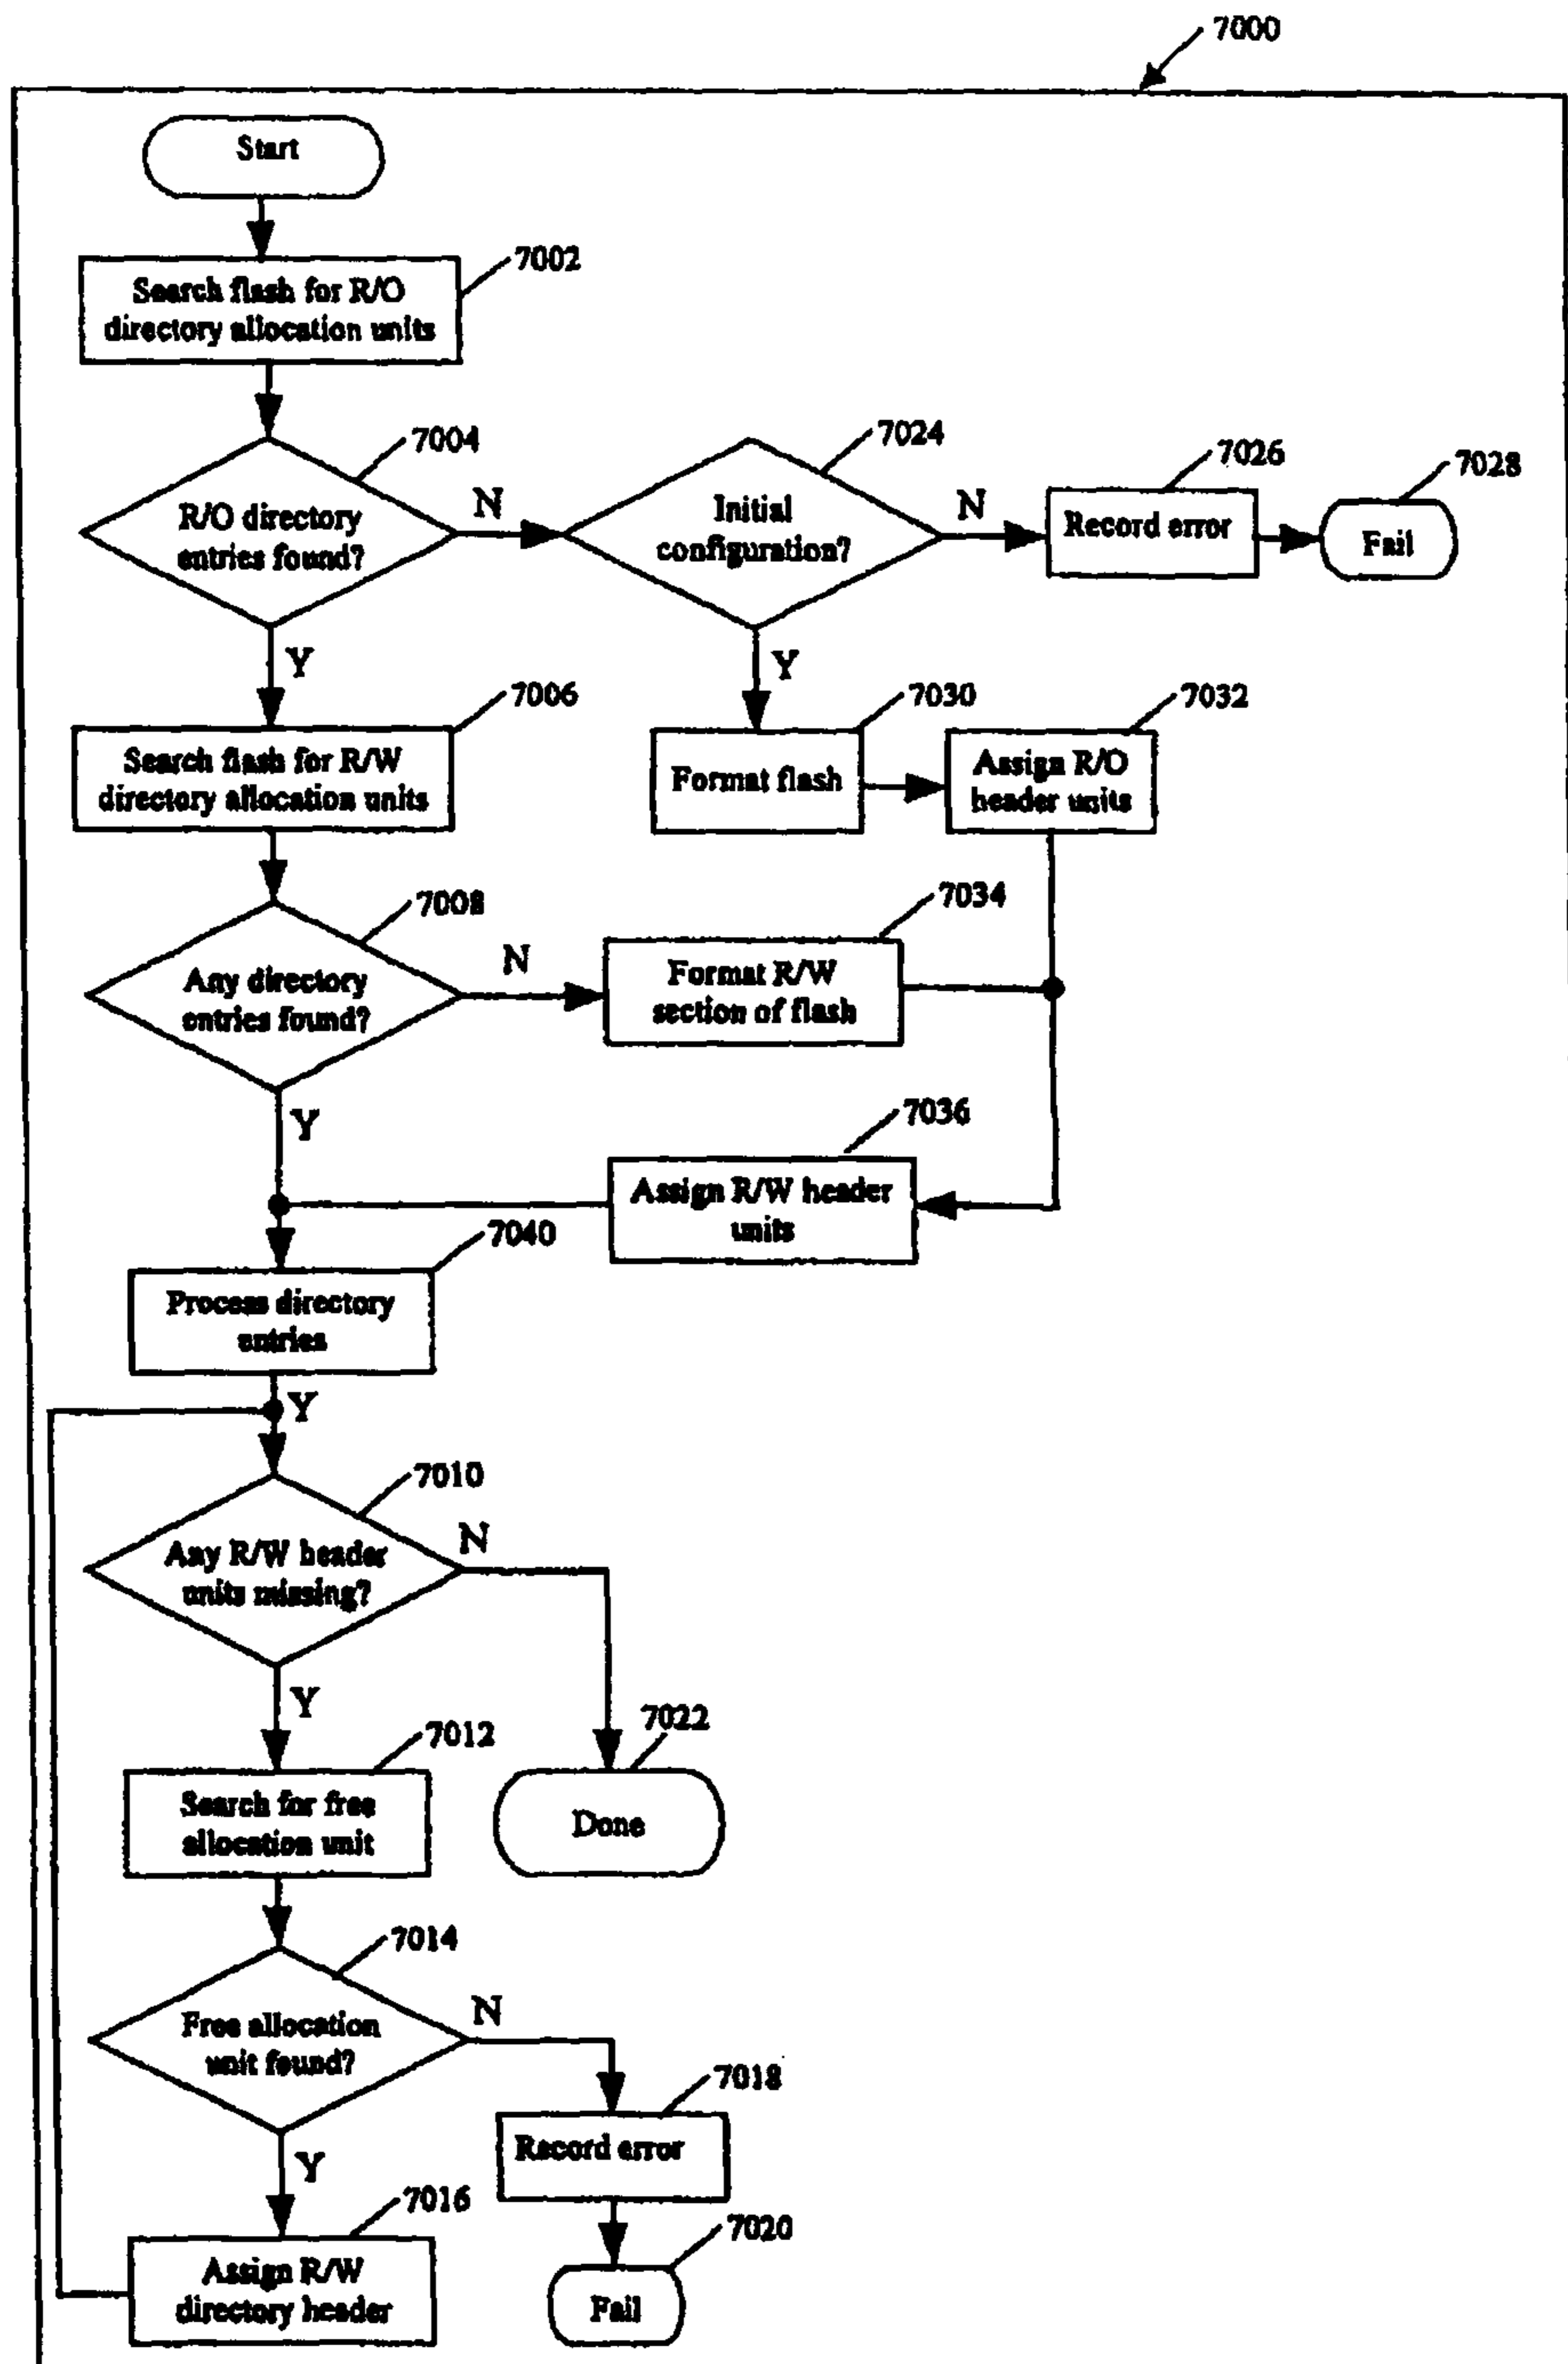 7000
Start
7002
Search flash for R/O
directory allocation units
7004
R/O directory
entries found?
N
7024
Initial
configuration?
N
7026
Record error
7028
Fail
Y
Y
7006
Search flash for R/W
directory allocation units
7030
Format flash
7032
Assign R/O
header units
7008
Any directory
entries found?
N
7034
Format R/W
section of flash
Y
7036
Assign R/W header
units
7040
Process directory
entries
Y
7010
Any R/W header
units missing?
N
Y
7012
Search for free
allocation unit
7022
Done
7014
Free allocation
unit found?
N
7018
Record error
Y
7016
Assign R/W
directory header
7020
Fail